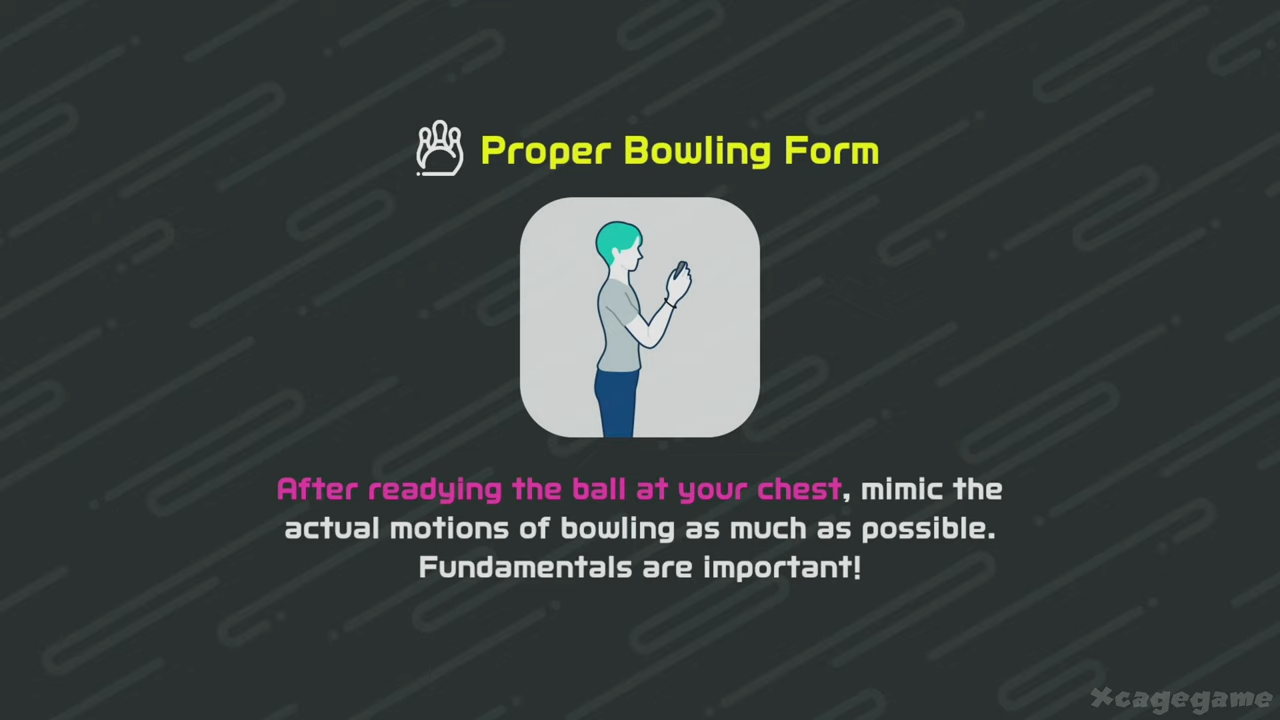 Proper Bowling Form
After readying the ball at your chest, mimic the
actual motions of bowling as much as possible.
Fundamentals are important!
Xcagegame